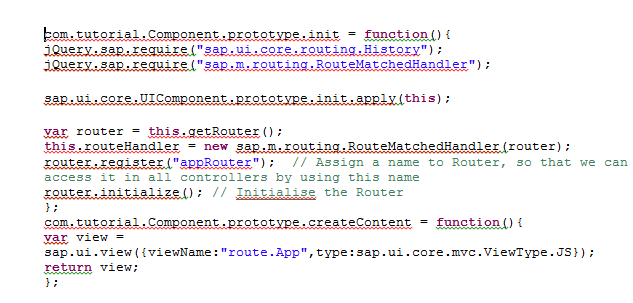 com.tutorial.Component.prototype.init = function(){
jQuery.sap.require("sap.ui.core.routing.History");
jQuery.sap.require("sap.m.routing.RouteMatchedHandler");
sap.ui.core.UIComponent.prototype.init.apply(this);
var router = this.getRouter();
this.routeHandler = new sap.m.routing.RouteMatchedHandler(router);
router.register("appRouter");  // Assign a name to Router, so that we can
access it in all controllers by using this name
router.initialize(); // Initialise the Router
};
com.tutorial.Component.prototype.createContent = function(){
var view =
sap.ui.view({viewName:"route.App",type:sap.ui.core.mvc.ViewType.JS});
return view;
};